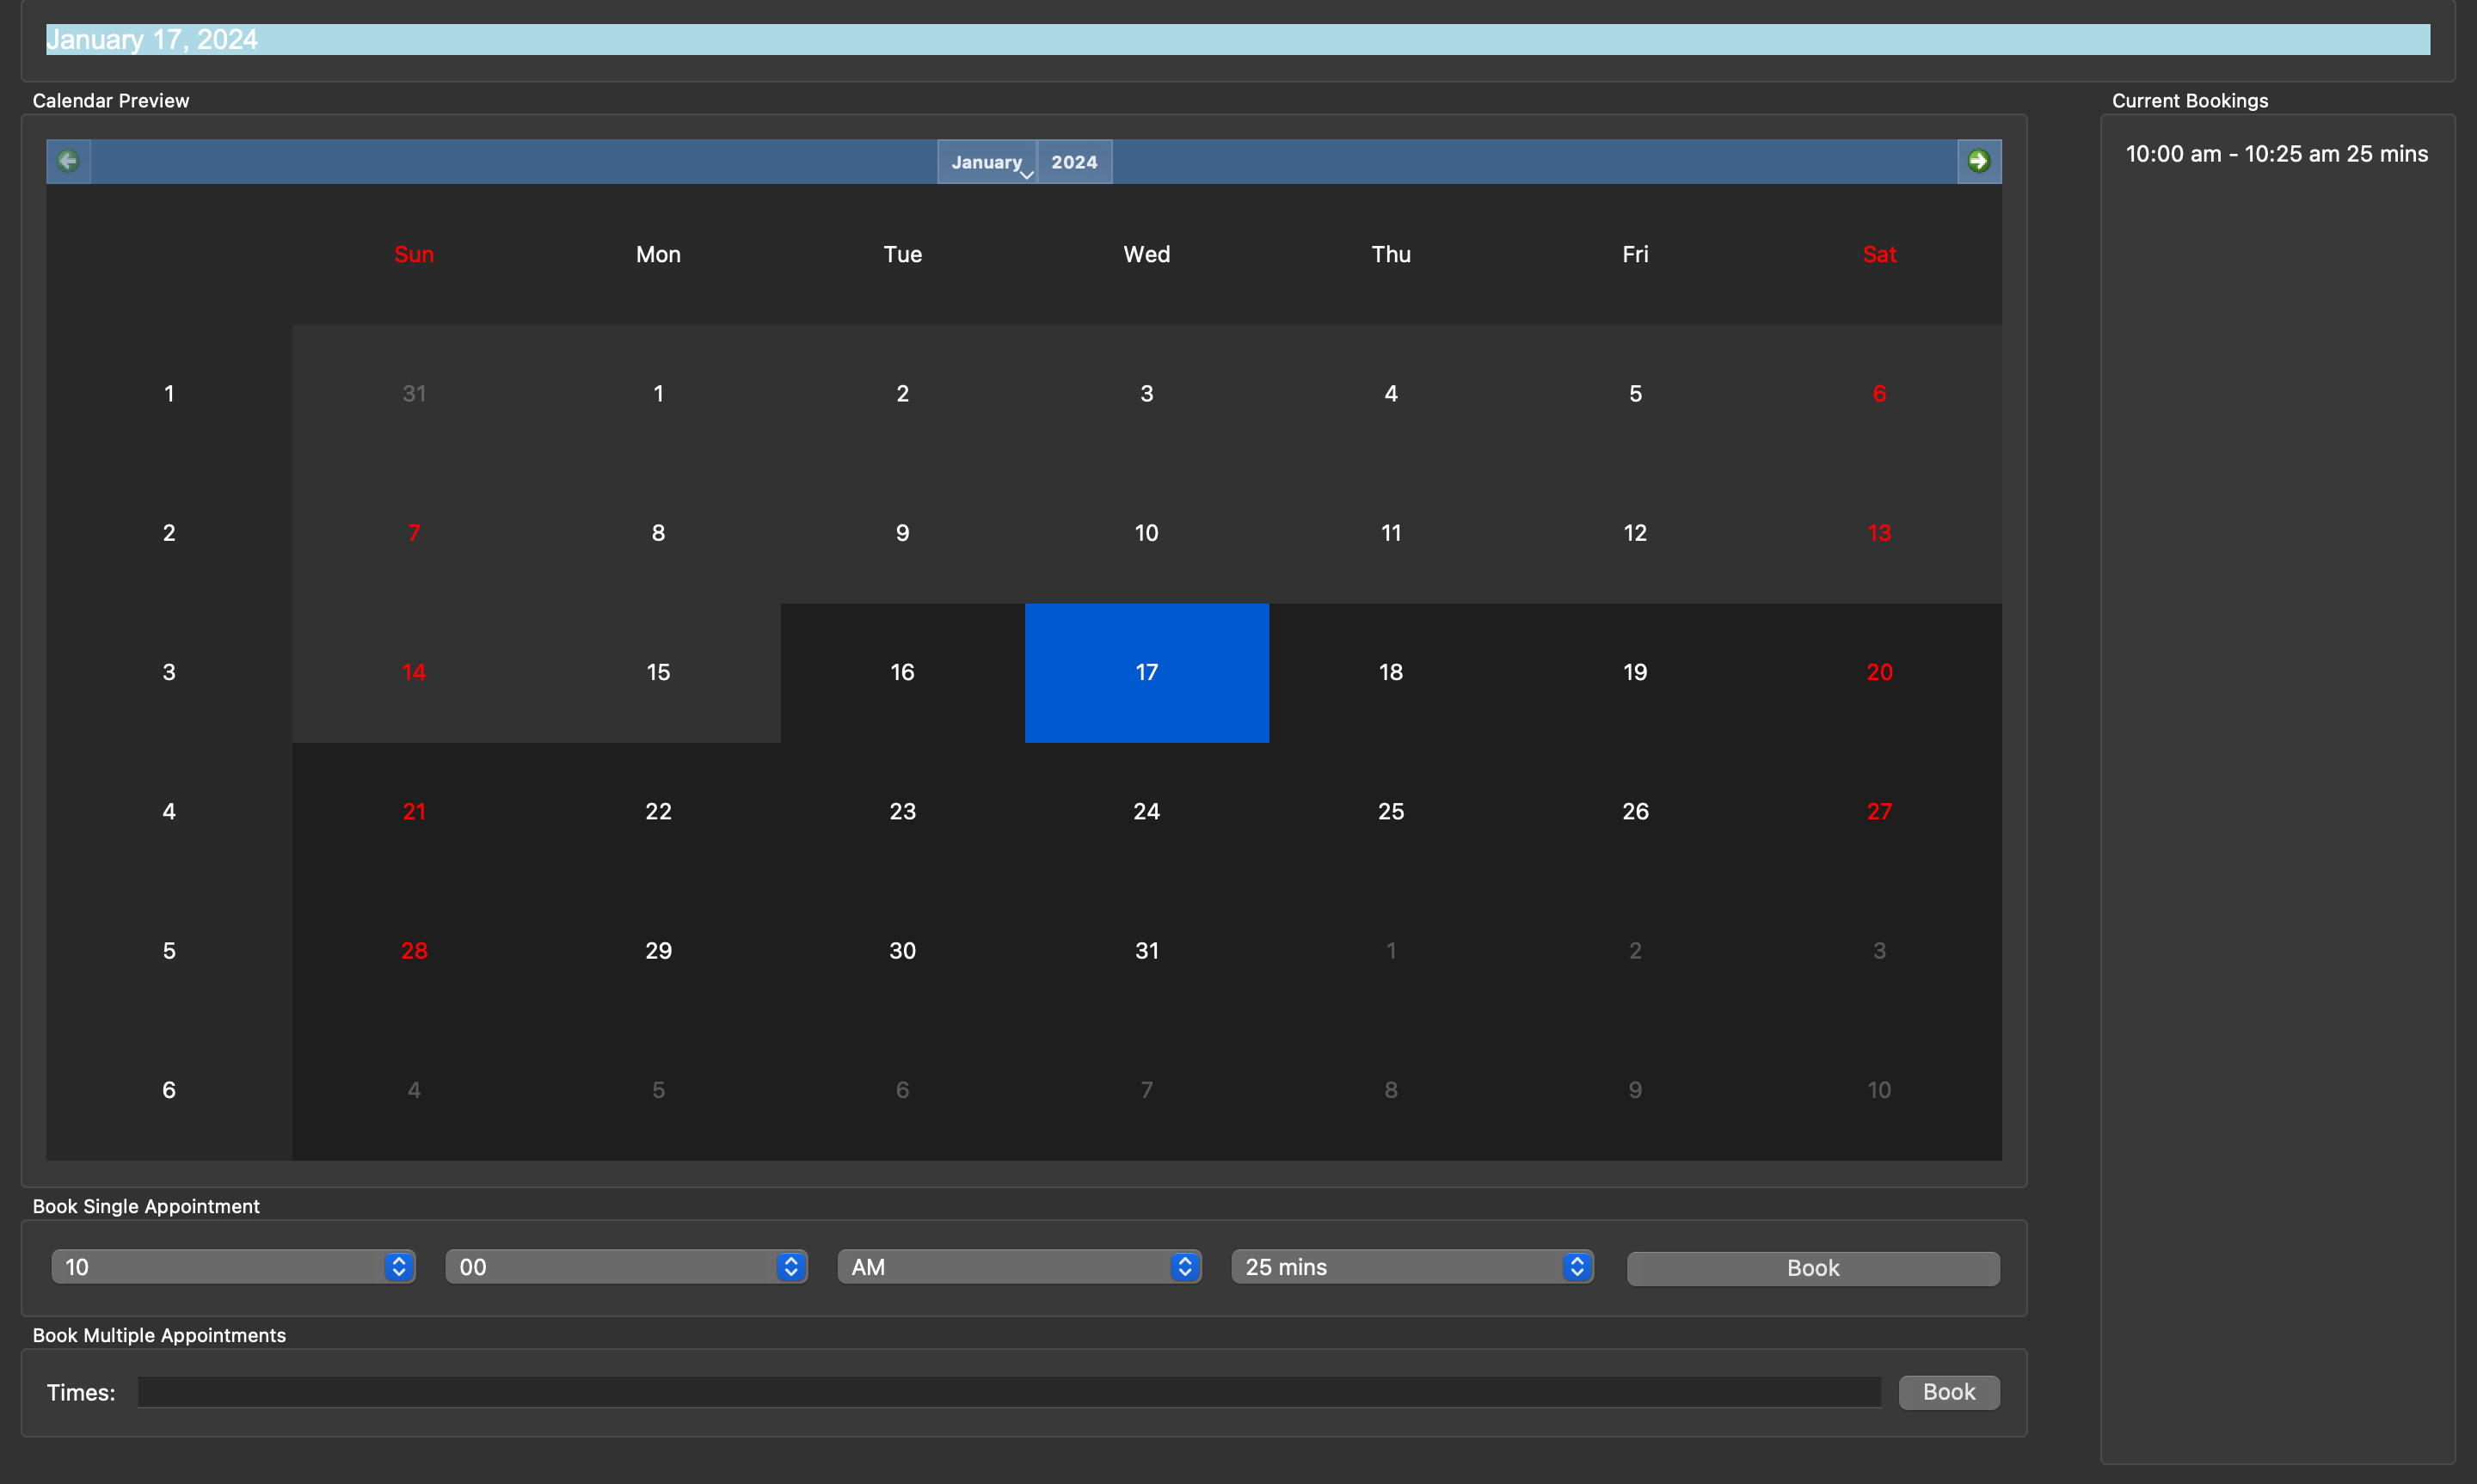 January 17, 2024
Calendar Preview
Current Bookings
January 2024
10:00 am - 10:25 am 25 mins
Sun Mon Tue Wed Thu Fri Sat
1 31 1 2 3 4 5 6
2 7 8 9 10 11 12 13
3 14 15 16 17 18 19 20
4 21 22 23 24 25 26 27
5 28 29 30 31 1 2 3
6 4 5 6 7 8 9 10
Book Single Appointment
10 00 AM 25 mins Book
Book Multiple Appointments
Times: Book